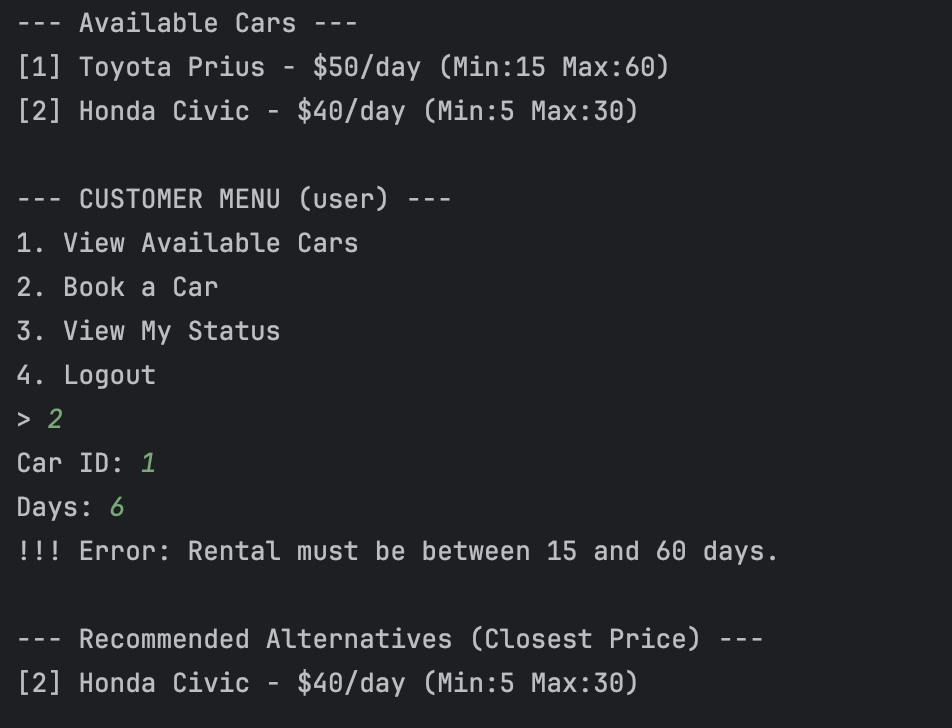 --- Available Cars ---
[1] Toyota Prius - $50/day (Min:15 Max:60)
[2] Honda Civic - $40/day (Min:5 Max:30)
--- CUSTOMER MENU (user) ---
1. View Available Cars
2. Book a Car
3. View My Status
4. Logout
> 2
Car ID: 1
Days: 6
!!! Error: Rental must be between 15 and 60 days.
--- Recommended Alternatives (Closest Price) ---
[2] Honda Civic - $40/day (Min:5 Max:30)